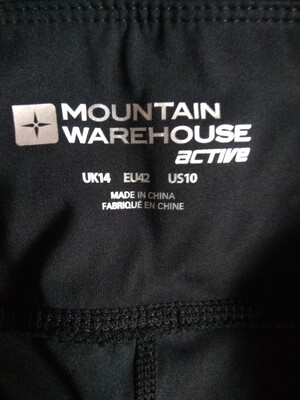 MOUNTAIN
WAREHOUSE
active
UK14 EU42 US10
MADE IN CHINA
FABRIQUÉ EN CHINE